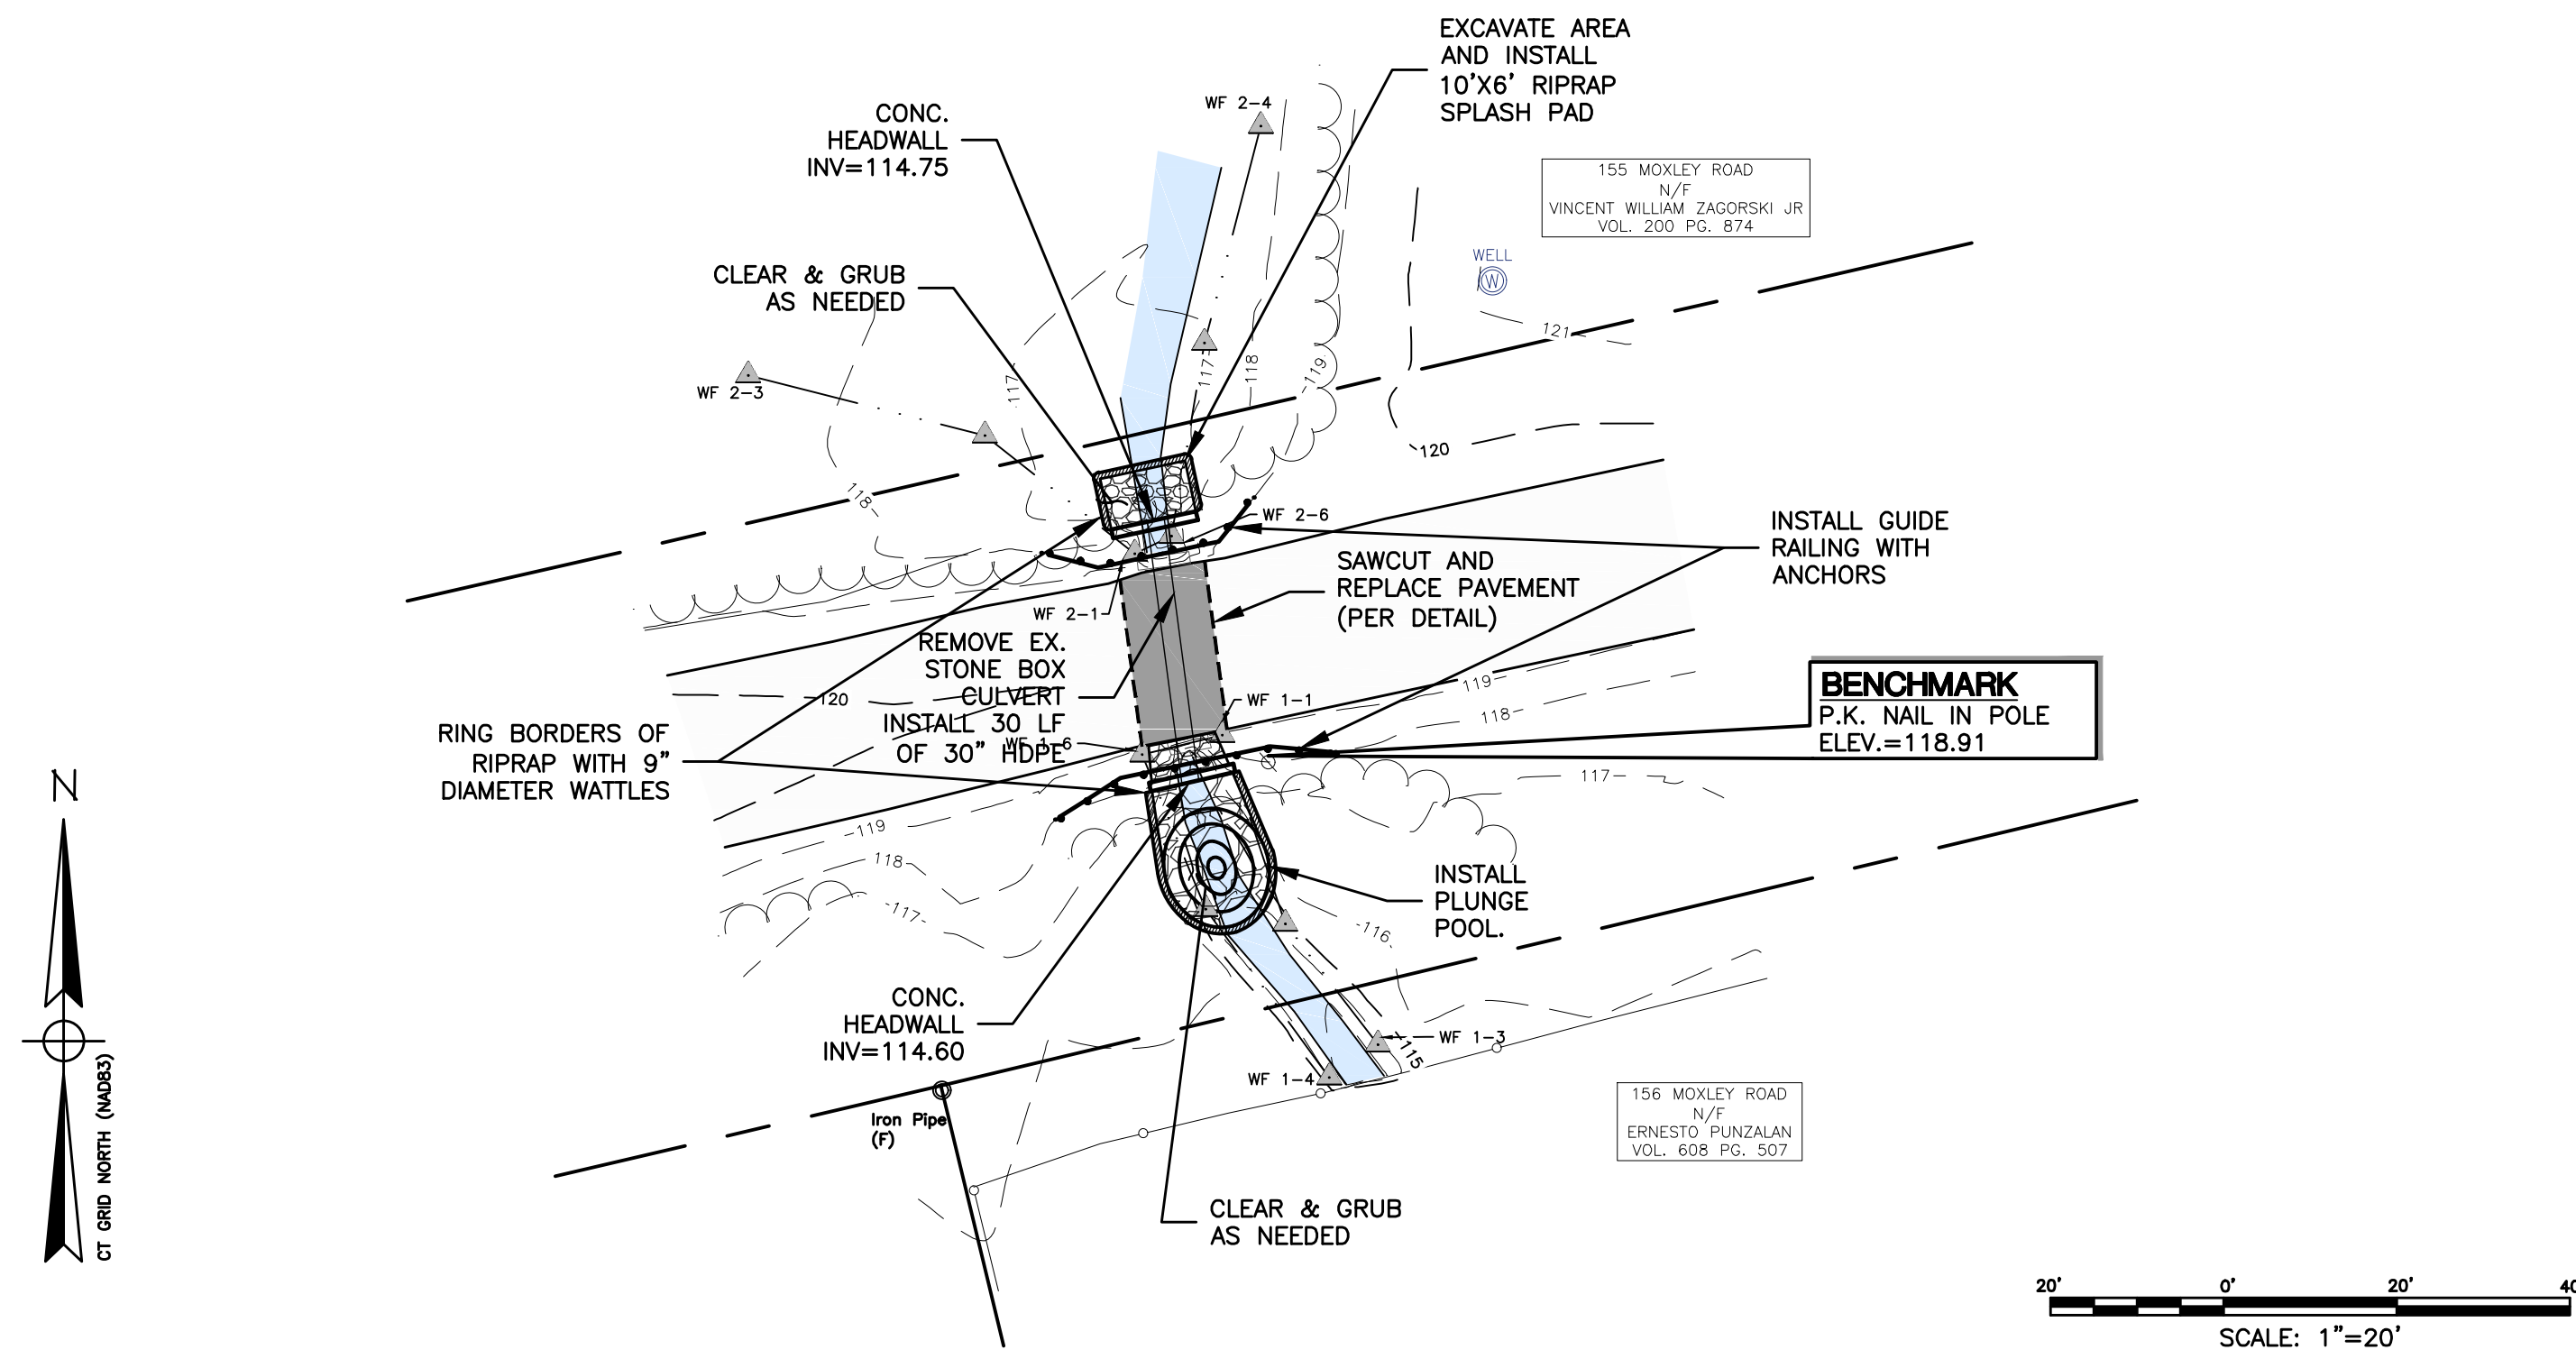 EXCAVATE AREA
AND INSTALL
10'X6' RIPRAP
SPLASH PAD
WF 2-4
CONC.
HEADWALL
INV=114.75
155 MOXLEY ROAD
N/F
VINCENT WILLIAM ZAGORSKI JR
VOL. 200 PG. 874
WELL
W
CLEAR & GRUB
AS NEEDED
121
WF 2-3
117
117
118
119
120
118
WF 2-6
INSTALL GUIDE
RAILING WITH
ANCHORS
SAWCUT AND
REPLACE PAVEMENT
(PER DETAIL)
WF 2-1
REMOVE EX.
STONE BOX
CULVERT
INSTALL 30 LF
OF 30" HDPE
120
119
118
WF 1-1
WF 1-6
BENCHMARK
P.K. NAIL IN POLE
ELEV.=118.91
RING BORDERS OF
RIPRAP WITH 9"
DIAMETER WATTLES
117
N
CT GRID NORTH (NAD83)
119
118
117
INSTALL
PLUNGE
POOL.
116
CONC.
HEADWALL
INV=114.60
WF 1-3
115
WF 1-4
Iron Pipe
(F)
156 MOXLEY ROAD
N/F
ERNESTO PUNZALAN
VOL. 608 PG. 507
CLEAR & GRUB
AS NEEDED
20' 0' 20' 40
SCALE: 1"=20'